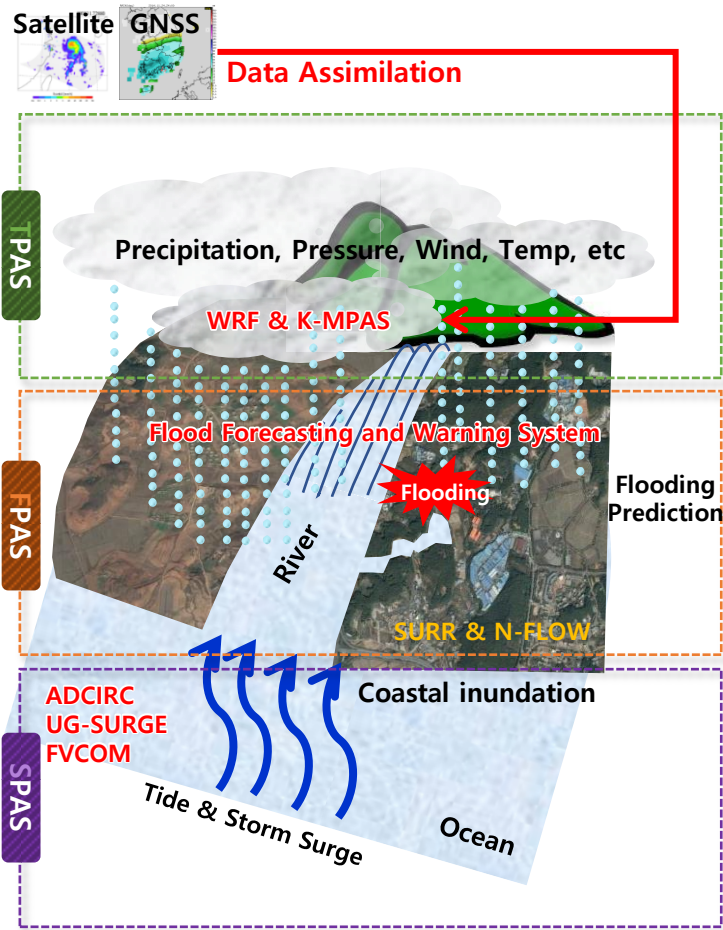 Satellite GNSS
Data Assimilation
TPAS
Precipitation, Pressure, Wind, Temp, etc
WRF & K-MPAS
FPAS
Flood Forecasting and Warning System
Flooding
Flooding
Prediction
River
SURR & N-FLOW
SPAS
ADCIRC
UG-SURGE
FVCOM
Coastal inundation
Tide & Storm Surge
Ocean